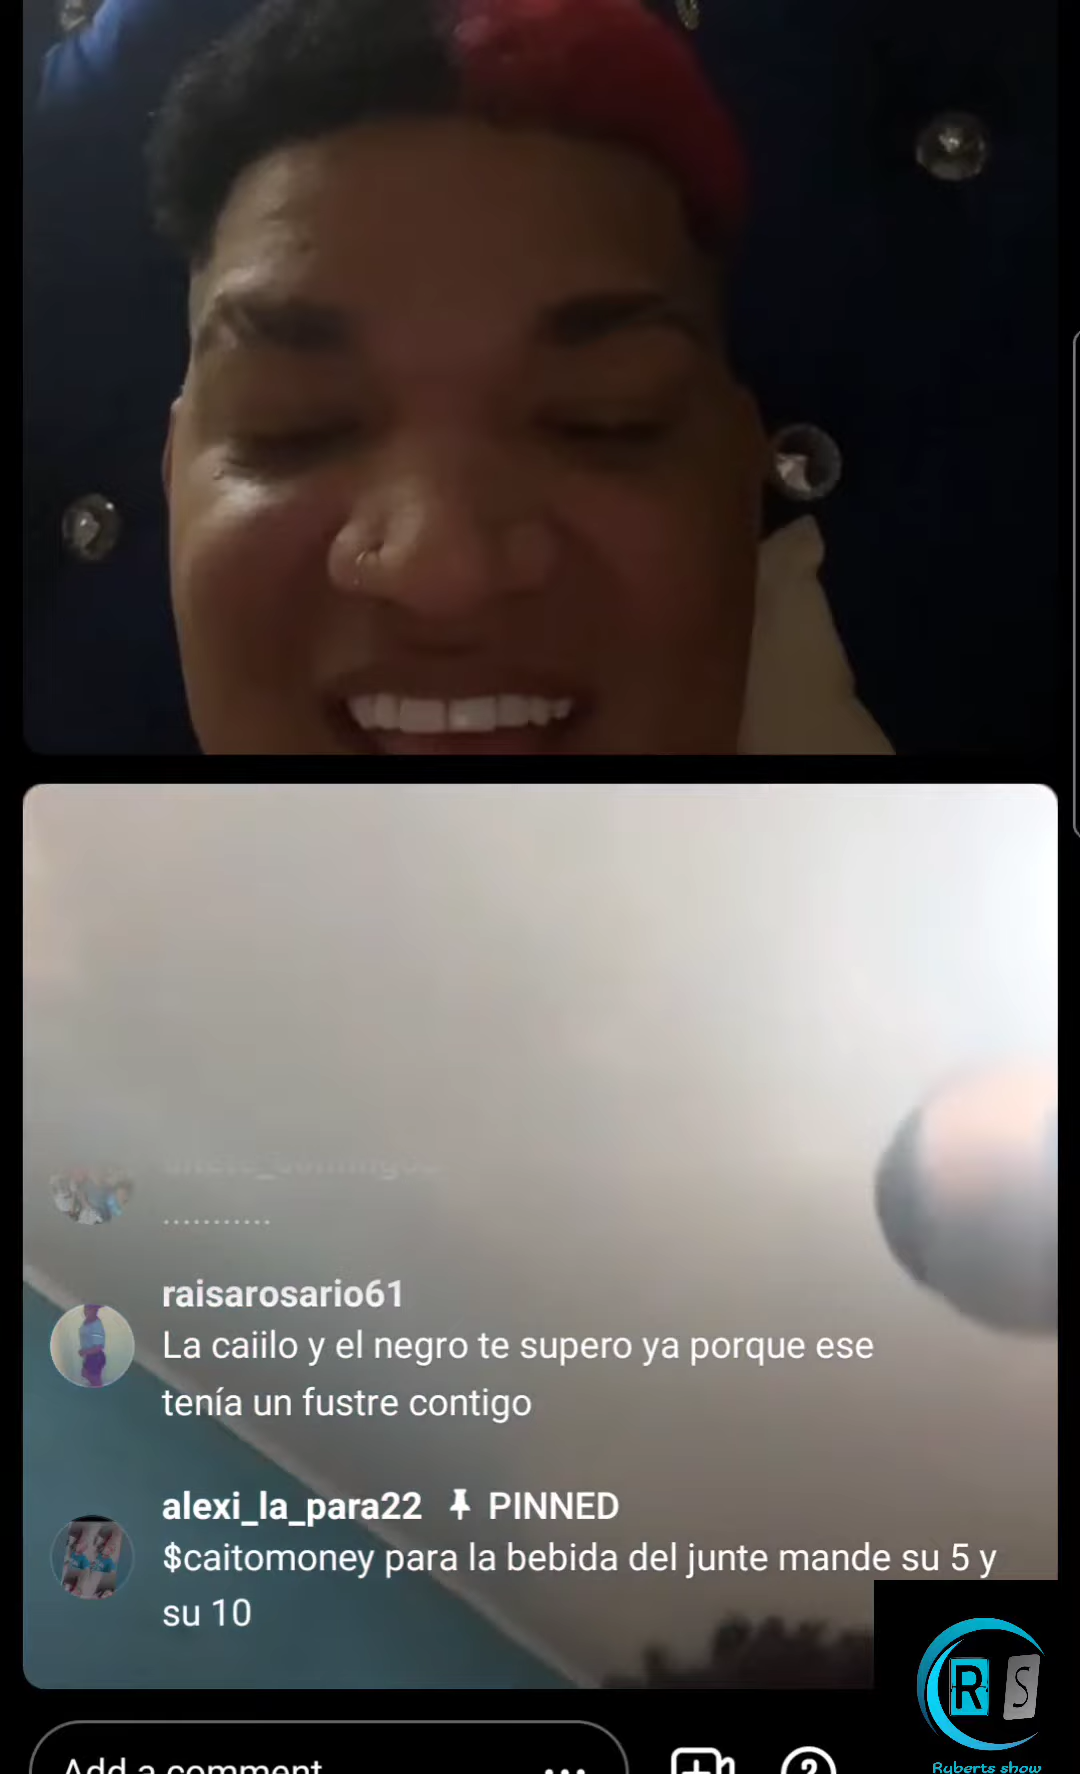 ...........
raisarosario61
La caiilo y el negro te supero ya porque ese
tenía un fustre contigo
alexi_la_para22 PINNED
$caitomoney para la bebida del junte mande su 5 y
su 10
R S
Add a comment
Ryberts show